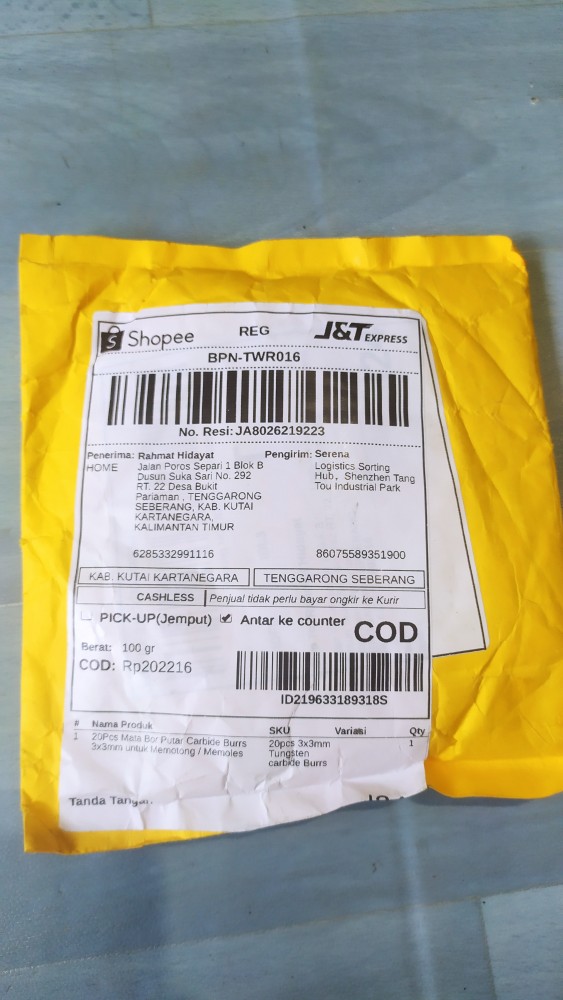 Shopee
REG
J&T EXPRESS
BPN-TWR016
No. Resi: JA8026219223
Penerima: Rahmat Hidayat
HOME
Jalan Poros Separi 1 Blok B
Dusun Suka Sari No. 292
RT. 22 Desa Bukit
Pariaman , TENGGARONG
SEBERANG, KAB. KUTAI
KARTANEGARA,
KALIMANTAN TIMUR
6285332991116
Pengirim: Serena
Logistics Sorting
Hub, Shenzhen Tang
Tou Industrial Park
86075589351900
KAB. KUTAI KARTANEGARA
TENGGARONG SEBERANG
CASHLESS
Penjual tidak perlu bayar ongkir ke Kurir
PICK-UP(Jemput)
Antar ke counter
COD
Berat: 100 gr
COD: Rp202216
ID219633189318S
# Nama Produk SKU Variasi Qty
1 20Pcs Mata Bor Putar Carbide Burrs 20pcs 3x3mm 1
3x3mm untuk Memotong / Memoles Tungsten
carbide Burrs
Tanda